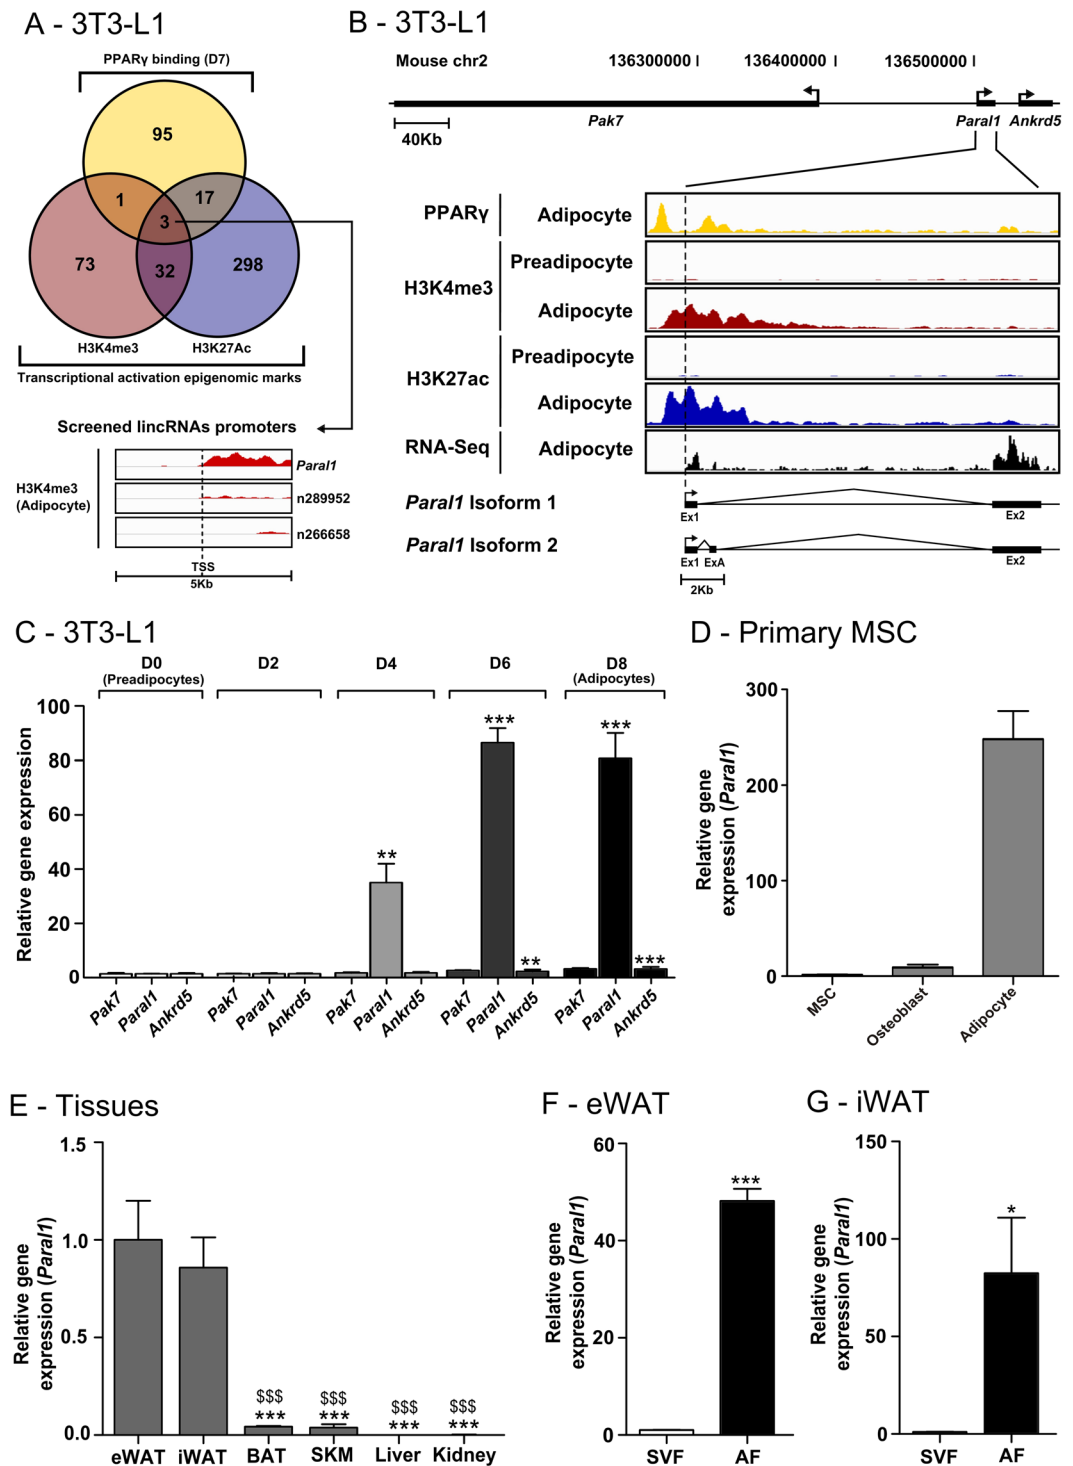 A - 3T3-L1
PPARγ binding (D7)
95
1
17
3
73
32
298
H3K4me3
H3K27Ac
Transcriptional activation epigenomic marks
Screened lincRNAs promoters
H3K4me3
(Adipocyte)
Paral1
n289952
n266658
TSS
5Kb
B - 3T3-L1
Mouse chr2
136300000
136400000
136500000
Pak7
Paral1
Ankrd5
40Kb
PPARγ
Adipocyte
H3K4me3
Preadipocyte
Adipocyte
H3K27ac
Preadipocyte
Adipocyte
RNA-Seq
Adipocyte
Paral1 Isoform 1
Ex1
Ex2
Paral1 Isoform 2
Ex1 ExA
Ex2
2Kb
C - 3T3-L1
D0
(Preadipocytes)
D2
D4
D6
D8
(Adipocytes)
Relative gene expression
100
80
60
40
20
0
**
***
**
***
***
Pak7
Paral1
Ankrd5
Pak7
Paral1
Ankrd5
Pak7
Paral1
Ankrd5
Pak7
Paral1
Ankrd5
Pak7
Paral1
Ankrd5
D - Primary MSC
Relative gene
expression (Paral1)
300
200
100
0
MSC
Osteoblast
Adipocyte
E - Tissues
Relative gene
expression (Paral1)
1.5
1.0
0.5
0.0
$$$
***
$$$
***
$$$
***
$$$
***
eWAT
iWAT
BAT
SKM
Liver
Kidney
F - eWAT
Relative gene
expression (Paral1)
60
40
20
0
***
SVF
AF
G - iWAT
Relative gene
expression (Paral1)
150
100
50
0
*
SVF
AF